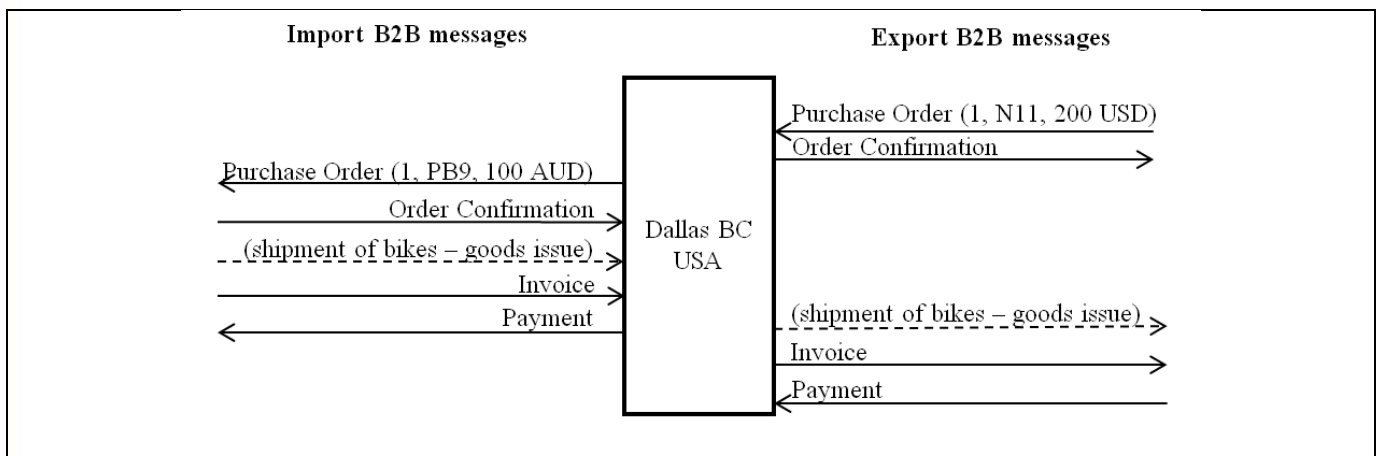 Import B2B messages
Export B2B messages
Purchase Order (1, N11, 200 USD)
Order Confirmation
Purchase Order (1, PB9, 100 AUD)
Order Confirmation
(shipment of bikes – goods issue)
Invoice
Payment
Dallas BC
USA
(shipment of bikes – goods issue)
Invoice
Payment